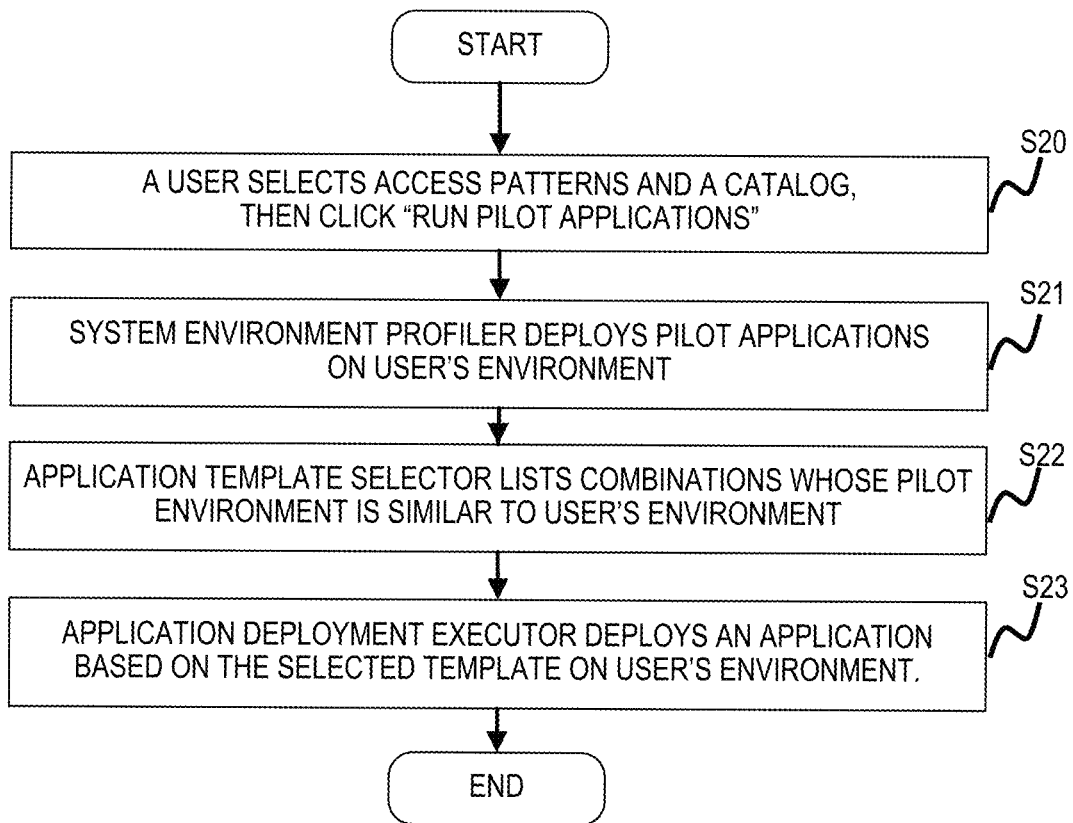 START
S20
A USER SELECTS ACCESS PATTERNS AND A CATALOG,
THEN CLICK “RUN PILOT APPLICATIONS”
S21
SYSTEM ENVIRONMENT PROFILER DEPLOYS PILOT APPLICATIONS
ON USER’S ENVIRONMENT
S22
APPLICATION TEMPLATE SELECTOR LISTS COMBINATIONS WHOSE PILOT
ENVIRONMENT IS SIMILAR TO USER’S ENVIRONMENT
S23
APPLICATION DEPLOYMENT EXECUTOR DEPLOYS AN APPLICATION
BASED ON THE SELECTED TEMPLATE ON USER’S ENVIRONMENT.
END